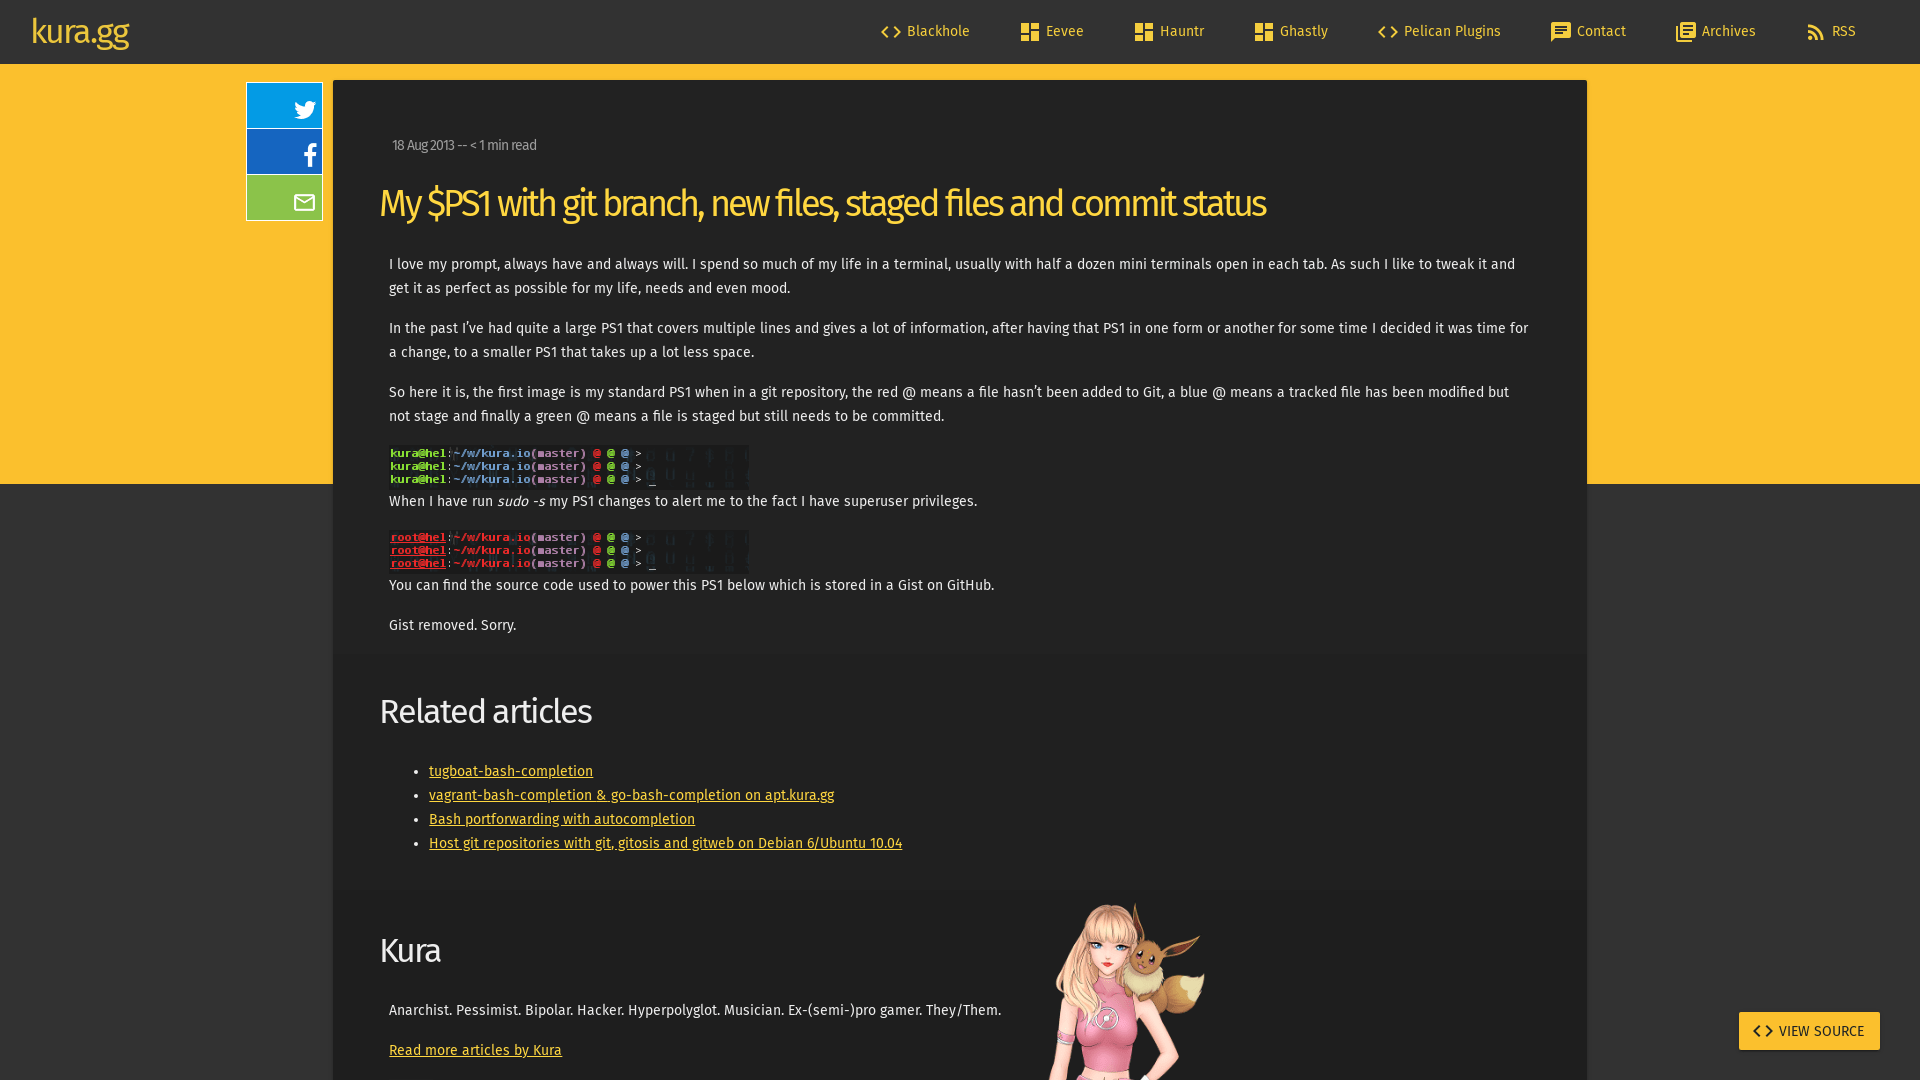 kura.gg
Blackhole
Eevee
Hauntr
Ghastly
Pelican Plugins
Contact
Archives
RSS
18 Aug 2013 -- < 1 min read
My $PS1 with git branch, new files, staged files and commit status
I love my prompt, always have and always will. I spend so much of my life in a terminal, usually with half a dozen mini terminals open in each tab. As such I like to tweak it and
get it as perfect as possible for my life, needs and even mood.
In the past I’ve had quite a large PS1 that covers multiple lines and gives a lot of information, after having that PS1 in one form or another for some time I decided it was time for
a change, to a smaller PS1 that takes up a lot less space.
So here it is, the first image is my standard PS1 when in a git repository, the red @ means a file hasn’t been added to Git, a blue @ means a tracked file has been modified but
not stage and finally a green @ means a file is staged but still needs to be committed.
kura@hel:~/w/kura.io(master) @ @ @ >
kura@hel:~/w/kura.io(master) @ @ @ >
kura@hel:~/w/kura.io(master) @ @ @ > _
When I have run sudo -s my PS1 changes to alert me to the fact I have superuser privileges.
root@hel:~/w/kura.io(master) @ @ @ >
root@hel:~/w/kura.io(master) @ @ @ >
root@hel:~/w/kura.io(master) @ @ @ > _
You can find the source code used to power this PS1 below which is stored in a Gist on GitHub.
Gist removed. Sorry.
Related articles
tugboat-bash-completion
vagrant-bash-completion & go-bash-completion on apt.kura.gg
Bash portforwarding with autocompletion
Host git repositories with git, gitosis and gitweb on Debian 6/Ubuntu 10.04
Kura
Anarchist. Pessimist. Bipolar. Hacker. Hyperpolyglot. Musician. Ex-(semi-)pro gamer. They/Them.
Read more articles by Kura
VIEW SOURCE